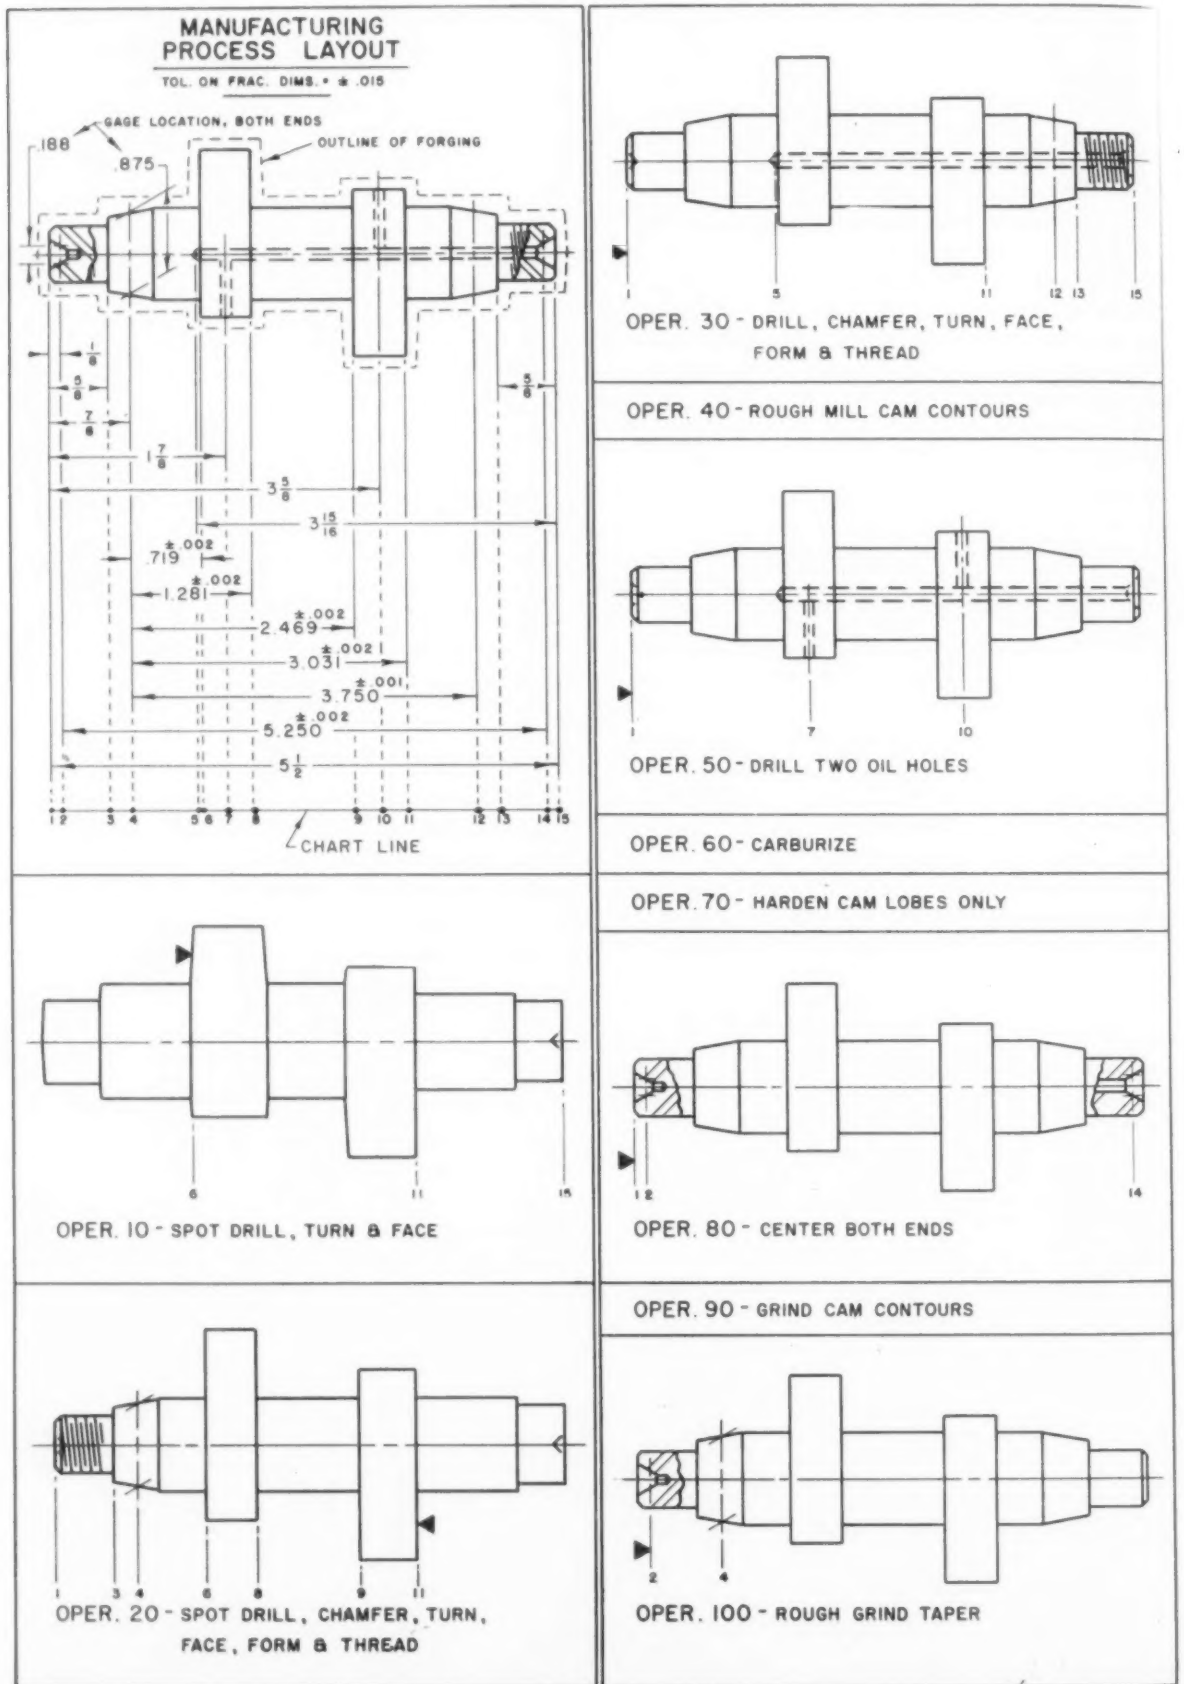 MANUFACTURING
PROCESS LAYOUT
TOL. ON FRAC. DIMS. = ± .015
GAGE LOCATION, BOTH ENDS
OUTLINE OF FORGING
.188
.875
1/8
5/8
5/8
7/8
1 7/8
3 5/8
3 15/16
.719 ±.002
1.281 ±.002
2.469 ±.002
3.031 ±.002
3.750 ±.001
5.250 ±.002
5 1/2
1 2 3 4 5 6 7 8 9 10 11 12 13 14 15
CHART LINE
6 11 15
OPER. 10 - SPOT DRILL, TURN & FACE
1 3 4 6 8 9 11
OPER. 20 - SPOT DRILL, CHAMFER, TURN,
FACE, FORM & THREAD
1 5 11 12 13 15
OPER. 30 - DRILL, CHAMFER, TURN, FACE,
FORM & THREAD
OPER. 40 - ROUGH MILL CAM CONTOURS
1 7 10
OPER. 50 - DRILL TWO OIL HOLES
OPER. 60 - CARBURIZE
OPER. 70 - HARDEN CAM LOBES ONLY
1 2 14
OPER. 80 - CENTER BOTH ENDS
OPER. 90 - GRIND CAM CONTOURS
2 4
OPER. 100 - ROUGH GRIND TAPER